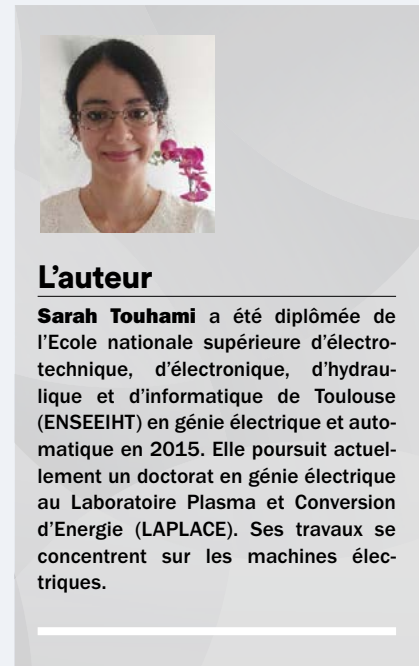 L'auteur
Sarah Touhami a été diplômée de
l'Ecole nationale supérieure d'électro-
technique, d'électronique, d'hydrau-
lique et d'informatique de Toulouse
(ENSEEIHT) en génie électrique et auto-
matique en 2015. Elle poursuit actuel-
lement un doctorat en génie électrique
au Laboratoire Plasma et Conversion
d'Energie (LAPLACE). Ses travaux se
concentrent sur les machines élec-
triques.